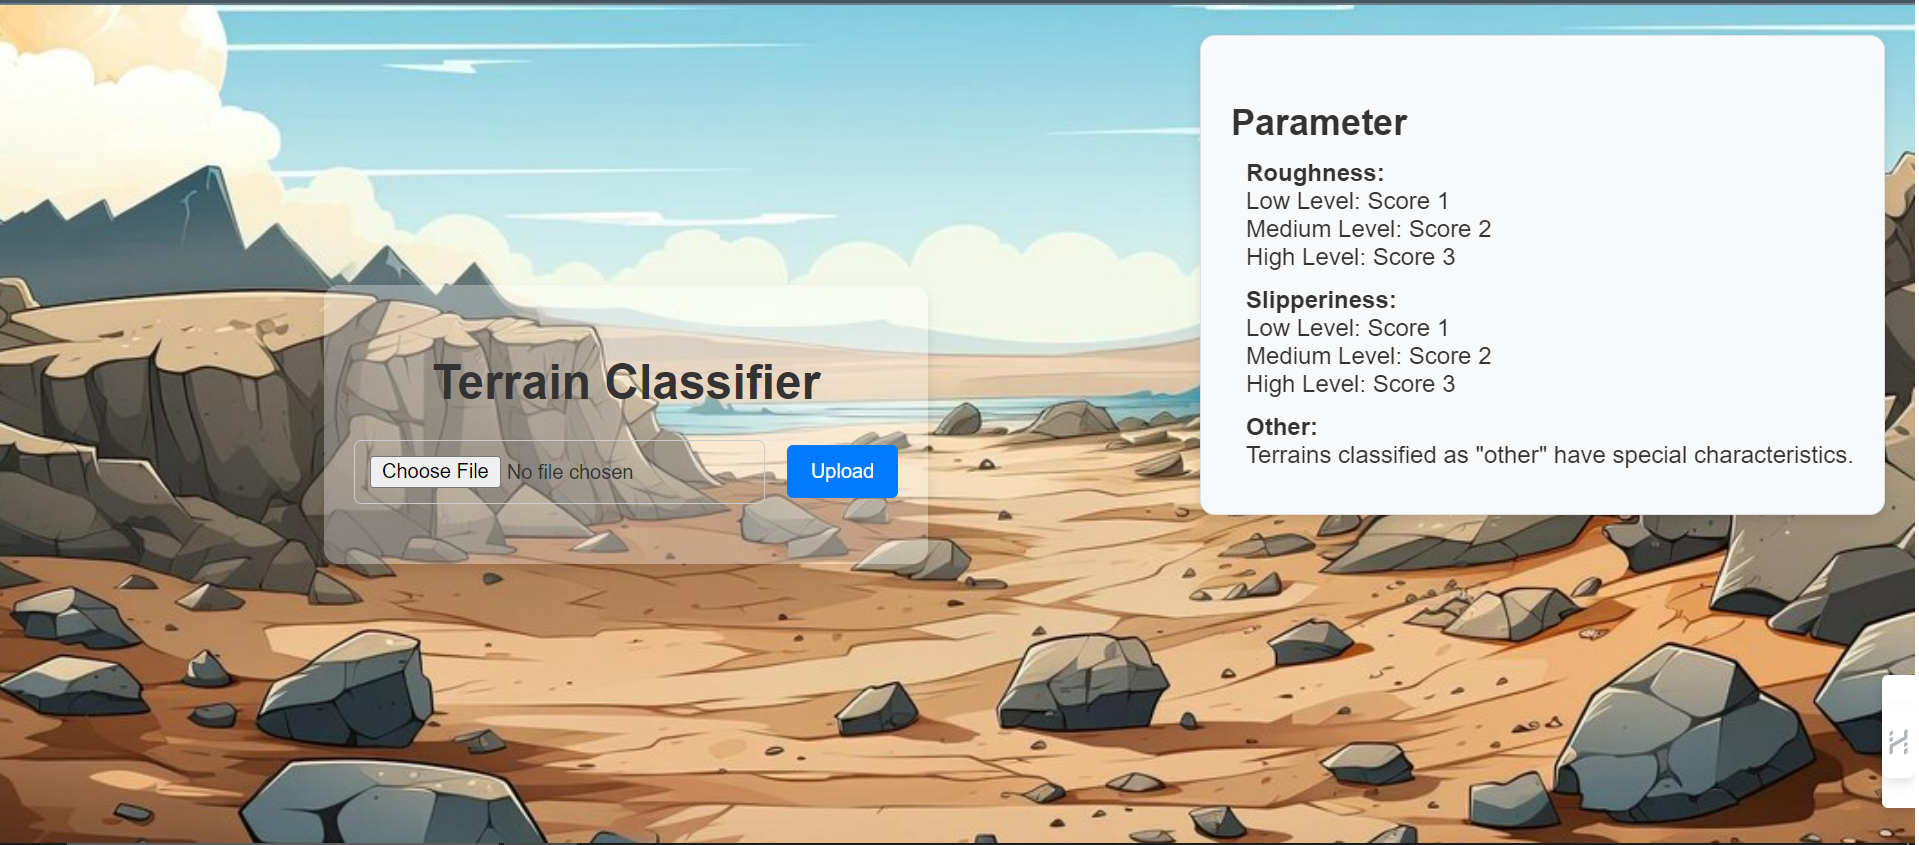 Terrain Classifier
Choose File No file chosen
Upload
Parameter
Roughness:
Low Level: Score 1
Medium Level: Score 2
High Level: Score 3
Slipperiness:
Low Level: Score 1
Medium Level: Score 2
High Level: Score 3
Other:
Terrains classified as "other" have special characteristics.